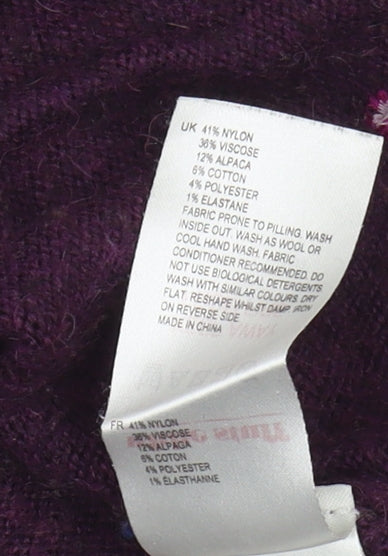 UK 41% NYLON
36% VISCOSE
12% ALPACA
6% COTTON
4% POLYESTER
1% ELASTANE
FABRIC PRONE TO PILLING. WASH
INSIDE OUT. WASH AS WOOL OR
COOL HAND WASH. FABRIC
CONDITIONER RECOMMENDED. DO
NOT USE BIOLOGICAL DETERGENTS.
WASH WITH SIMILAR COLOURS. DRY
FLAT. RESHAPE WHILST DAMP. IRON
ON REVERSE SIDE
MADE IN CHINA
FR 41% NYLON
36% VISCOSE
12% ALPAGA
6% COTON
4% POLYESTER
1% ÉLASTHANNE